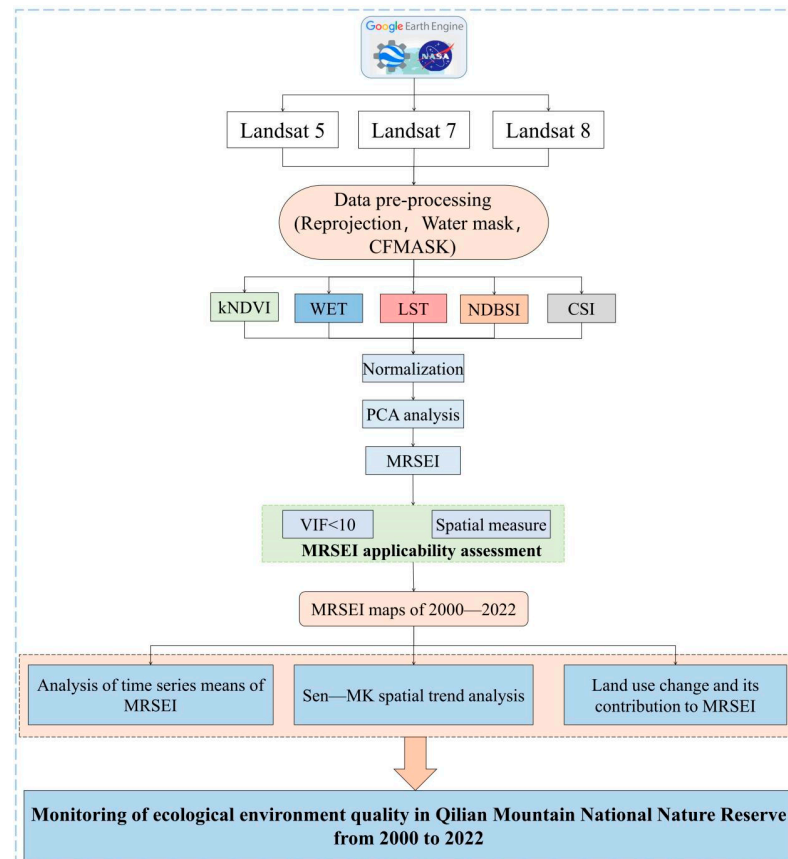 Google Earth Engine
NASA
Landsat 5
Landsat 7
Landsat 8
Data pre-processing
(Reprojection, Water mask,
CFMASK)
kNDVI
WET
LST
NDBSI
CSI
Normalization
PCA analysis
MRSEI
VIF<10
Spatial measure
MRSEI applicability assessment
MRSEI maps of 2000—2022
Analysis of time series means of
MRSEI
Sen—MK spatial trend analysis
Land use change and its
contribution to MRSEI
Monitoring of ecological environment quality in Qilian Mountain National Nature Reserve
from 2000 to 2022